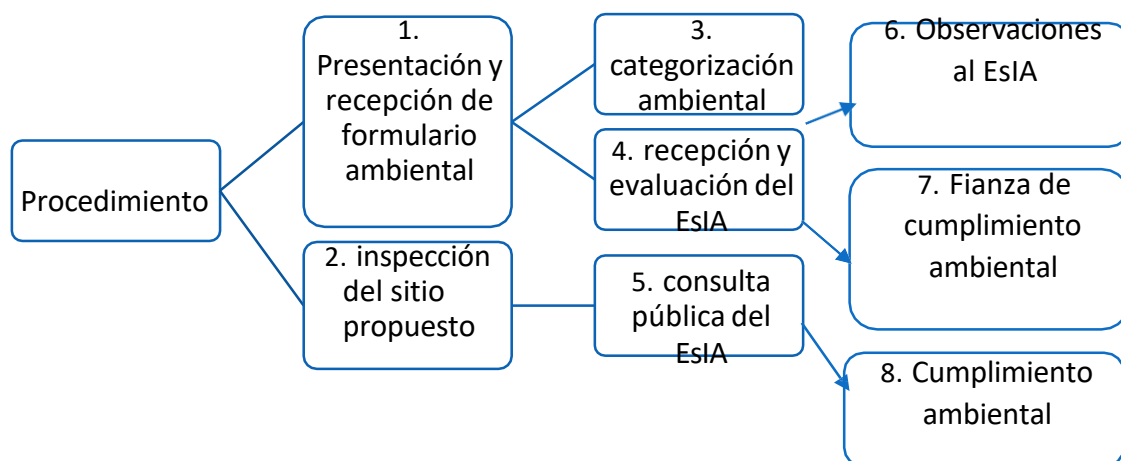 Procedimiento
1.
Presentación y
recepción de
formulario
ambiental
2. inspección
del sitio
propuesto
3.
categorización
ambiental
4. recepción y
evaluación del
EsIA
5. consulta
pública del
EsIA
6. Observaciones
al EsIA
7. Fianza de
cumplimiento
ambiental
8. Cumplimiento
ambiental